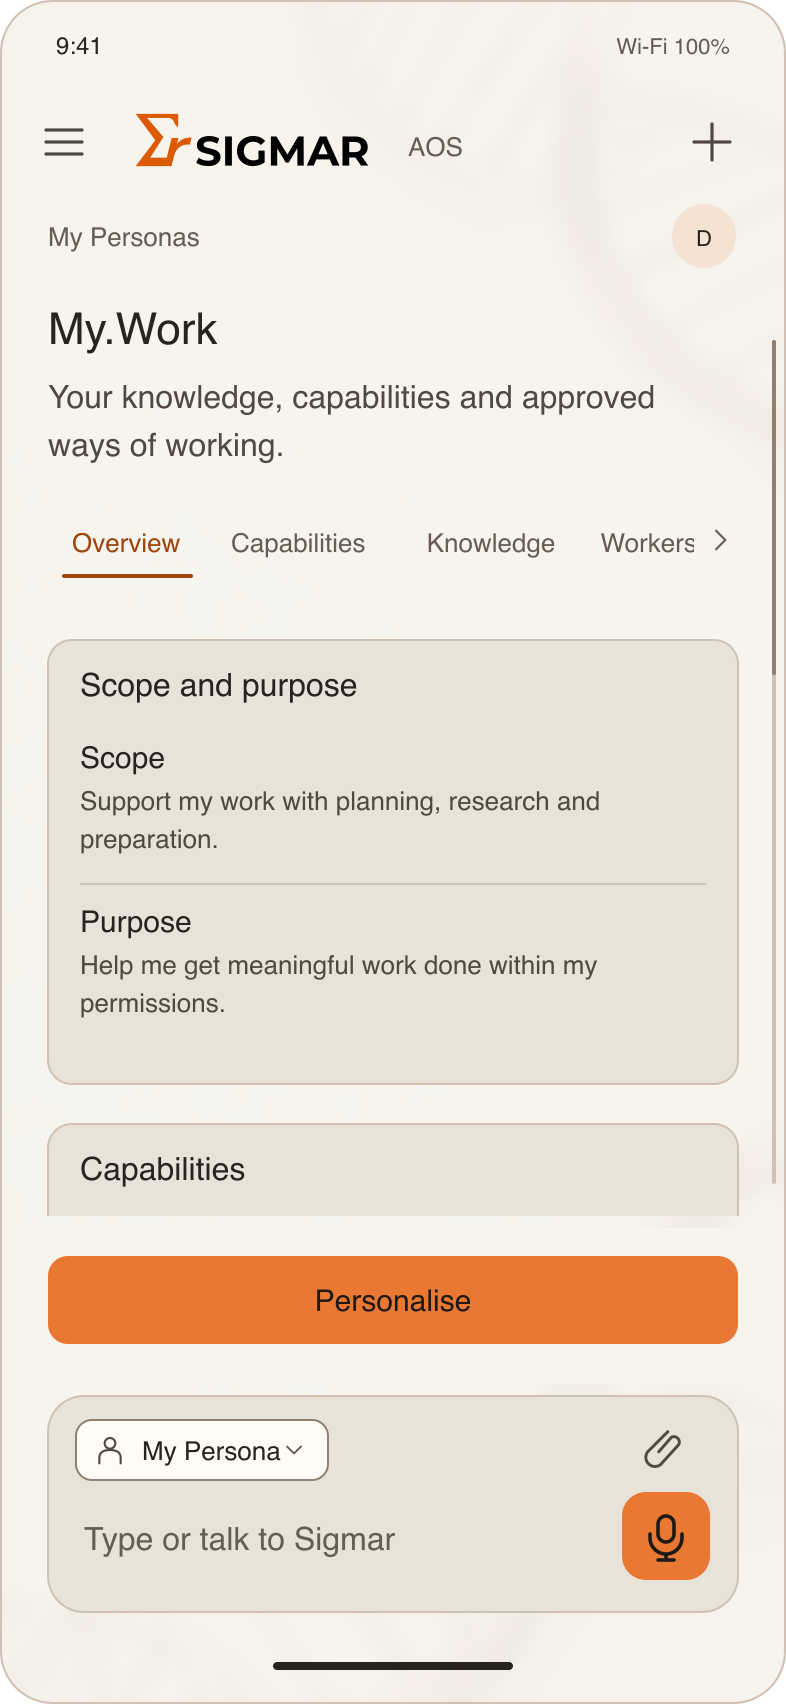 9:41 Wi-Fi 100%
Σr SIGMAR AOS
My Personas D
My.Work
Your knowledge, capabilities and approved
ways of working.
Overview Capabilities Knowledge Workers
Scope and purpose
Scope
Support my work with planning, research and
preparation.
Purpose
Help me get meaningful work done within my
permissions.
Capabilities
Personalise
My Persona
Type or talk to Sigmar